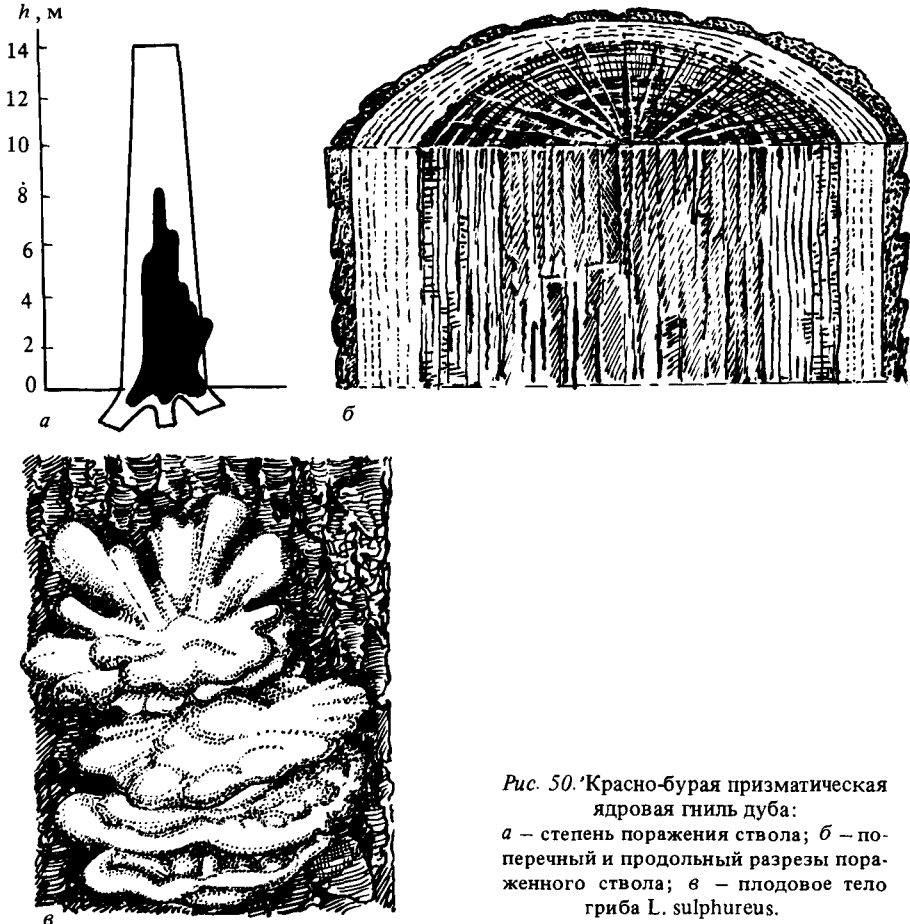 h, м
14
12
10
8
6
4
2
0
а
б
в
Рис. 50. Красно-бурая призматическая
ядровая гниль дуба:
а – степень поражения ствола; б – по-
перечный и продольный разрезы пора-
женного ствола; в – плодовое тело
гриба L. sulphureus.